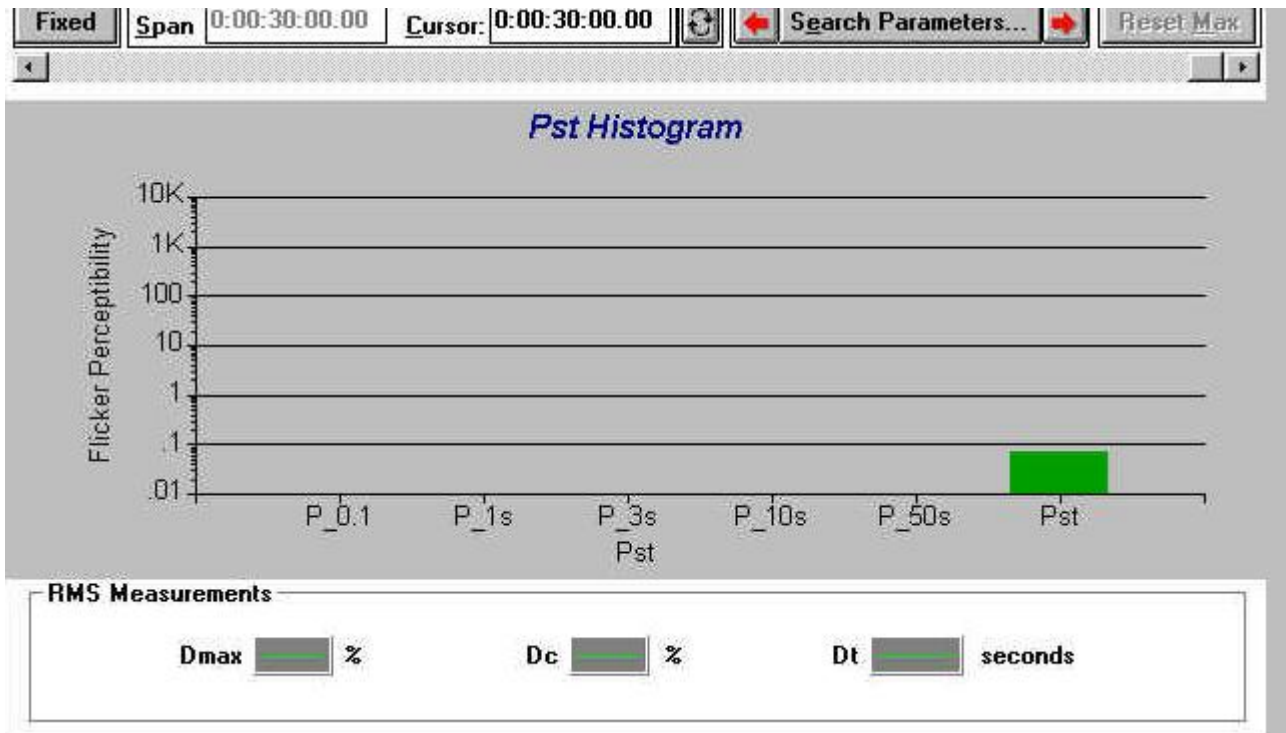 Fixed Span 0:00:30:00.00 Cursor: 0:00:30:00.00 Search Parameters... Reset Max
Pst Histogram
Flicker Perceptibility
10K
1K
100
10
1
.1
.01
P_0.1 P_1s P_3s P_10s P_50s Pst
Pst
RMS Measurements
Dmax % Dc % Dt seconds